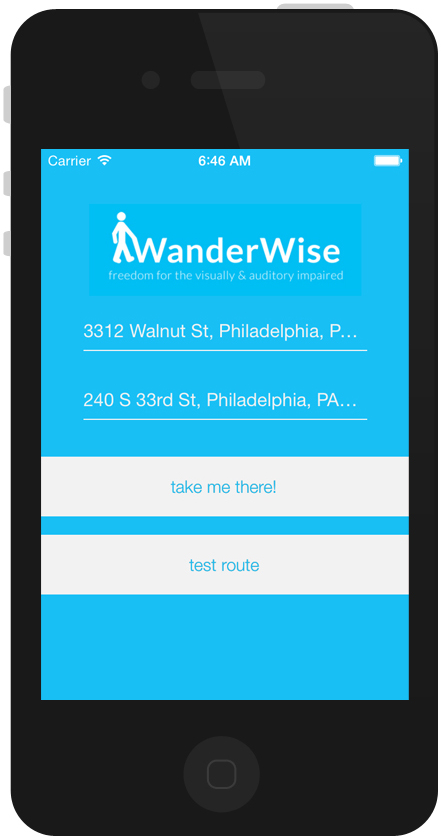 Carrier 6:46 AM
WanderWise
freedom for the visually & auditory impaired
3312 Walnut St, Philadelphia, P...
240 S 33rd St, Philadelphia, PA...
take me there!
test route